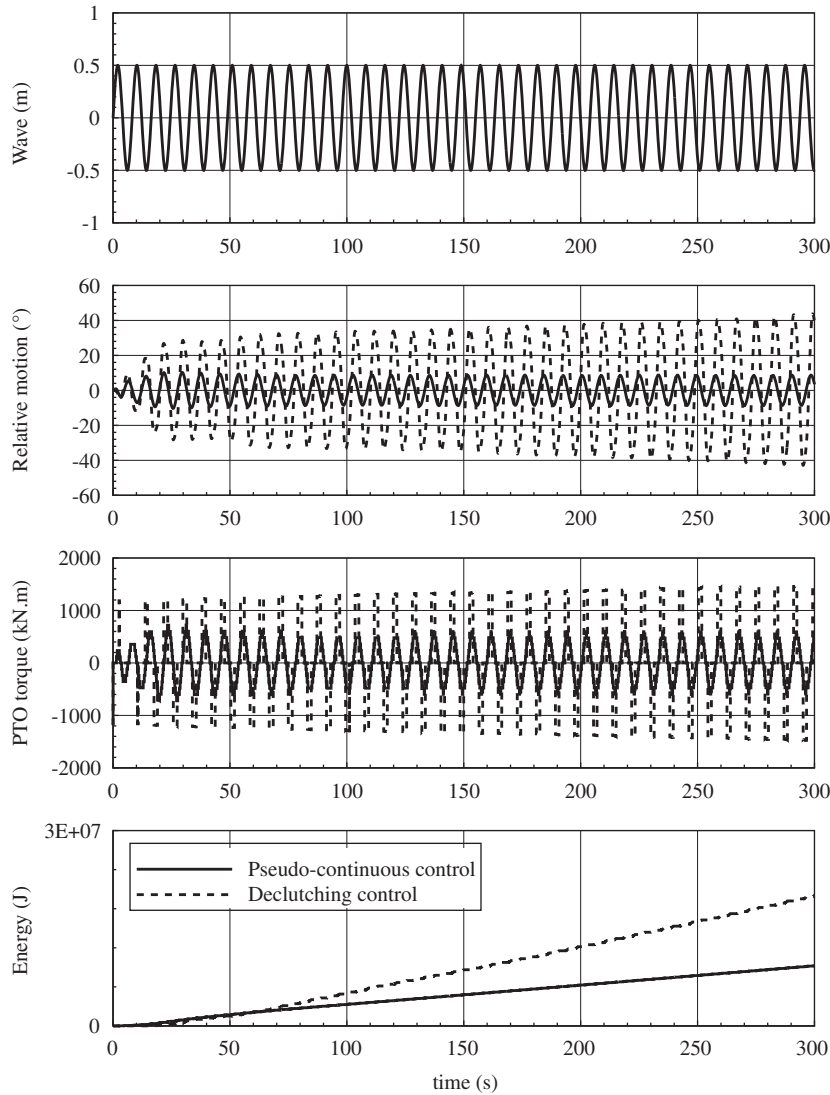 1
0.5
0
-0.5
-1
Wave (m)
0 50 100 150 200 250 300
60
40
20
0
-20
-40
-60
Relative motion (°)
0 50 100 150 200 250 300
2000
1000
0
-1000
-2000
PTO torque (kN.m)
0 50 100 150 200 250 300
3E+07
0
Energy (J)
Pseudo-continuous control
Declutching control
0 50 100 150 200 250 300
time (s)